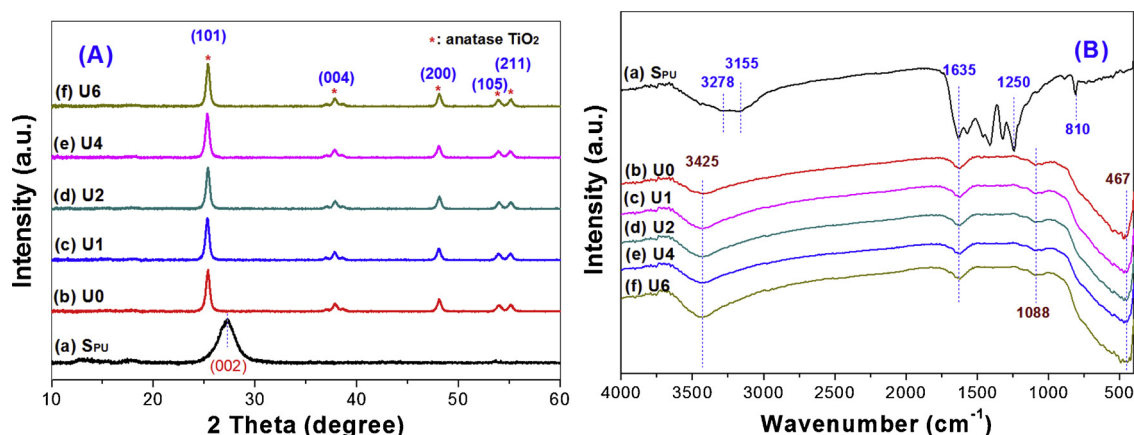 (A)
*: anatase TiO2
(101)
(004)
(200)
(105)
(211)
(f) U6
(e) U4
(d) U2
(c) U1
(b) U0
(a) SPU
(002)
Intensity (a.u.)
10 20 30 40 50 60
2 Theta (degree)
(B)
(a) SPU
3278
3155
1635
1250
810
3425
(b) U0
467
(c) U1
(d) U2
(e) U4
(f) U6
1088
Intensity (a.u.)
4000 3500 3000 2500 2000 1500 1000 500
Wavenumber (cm-1)